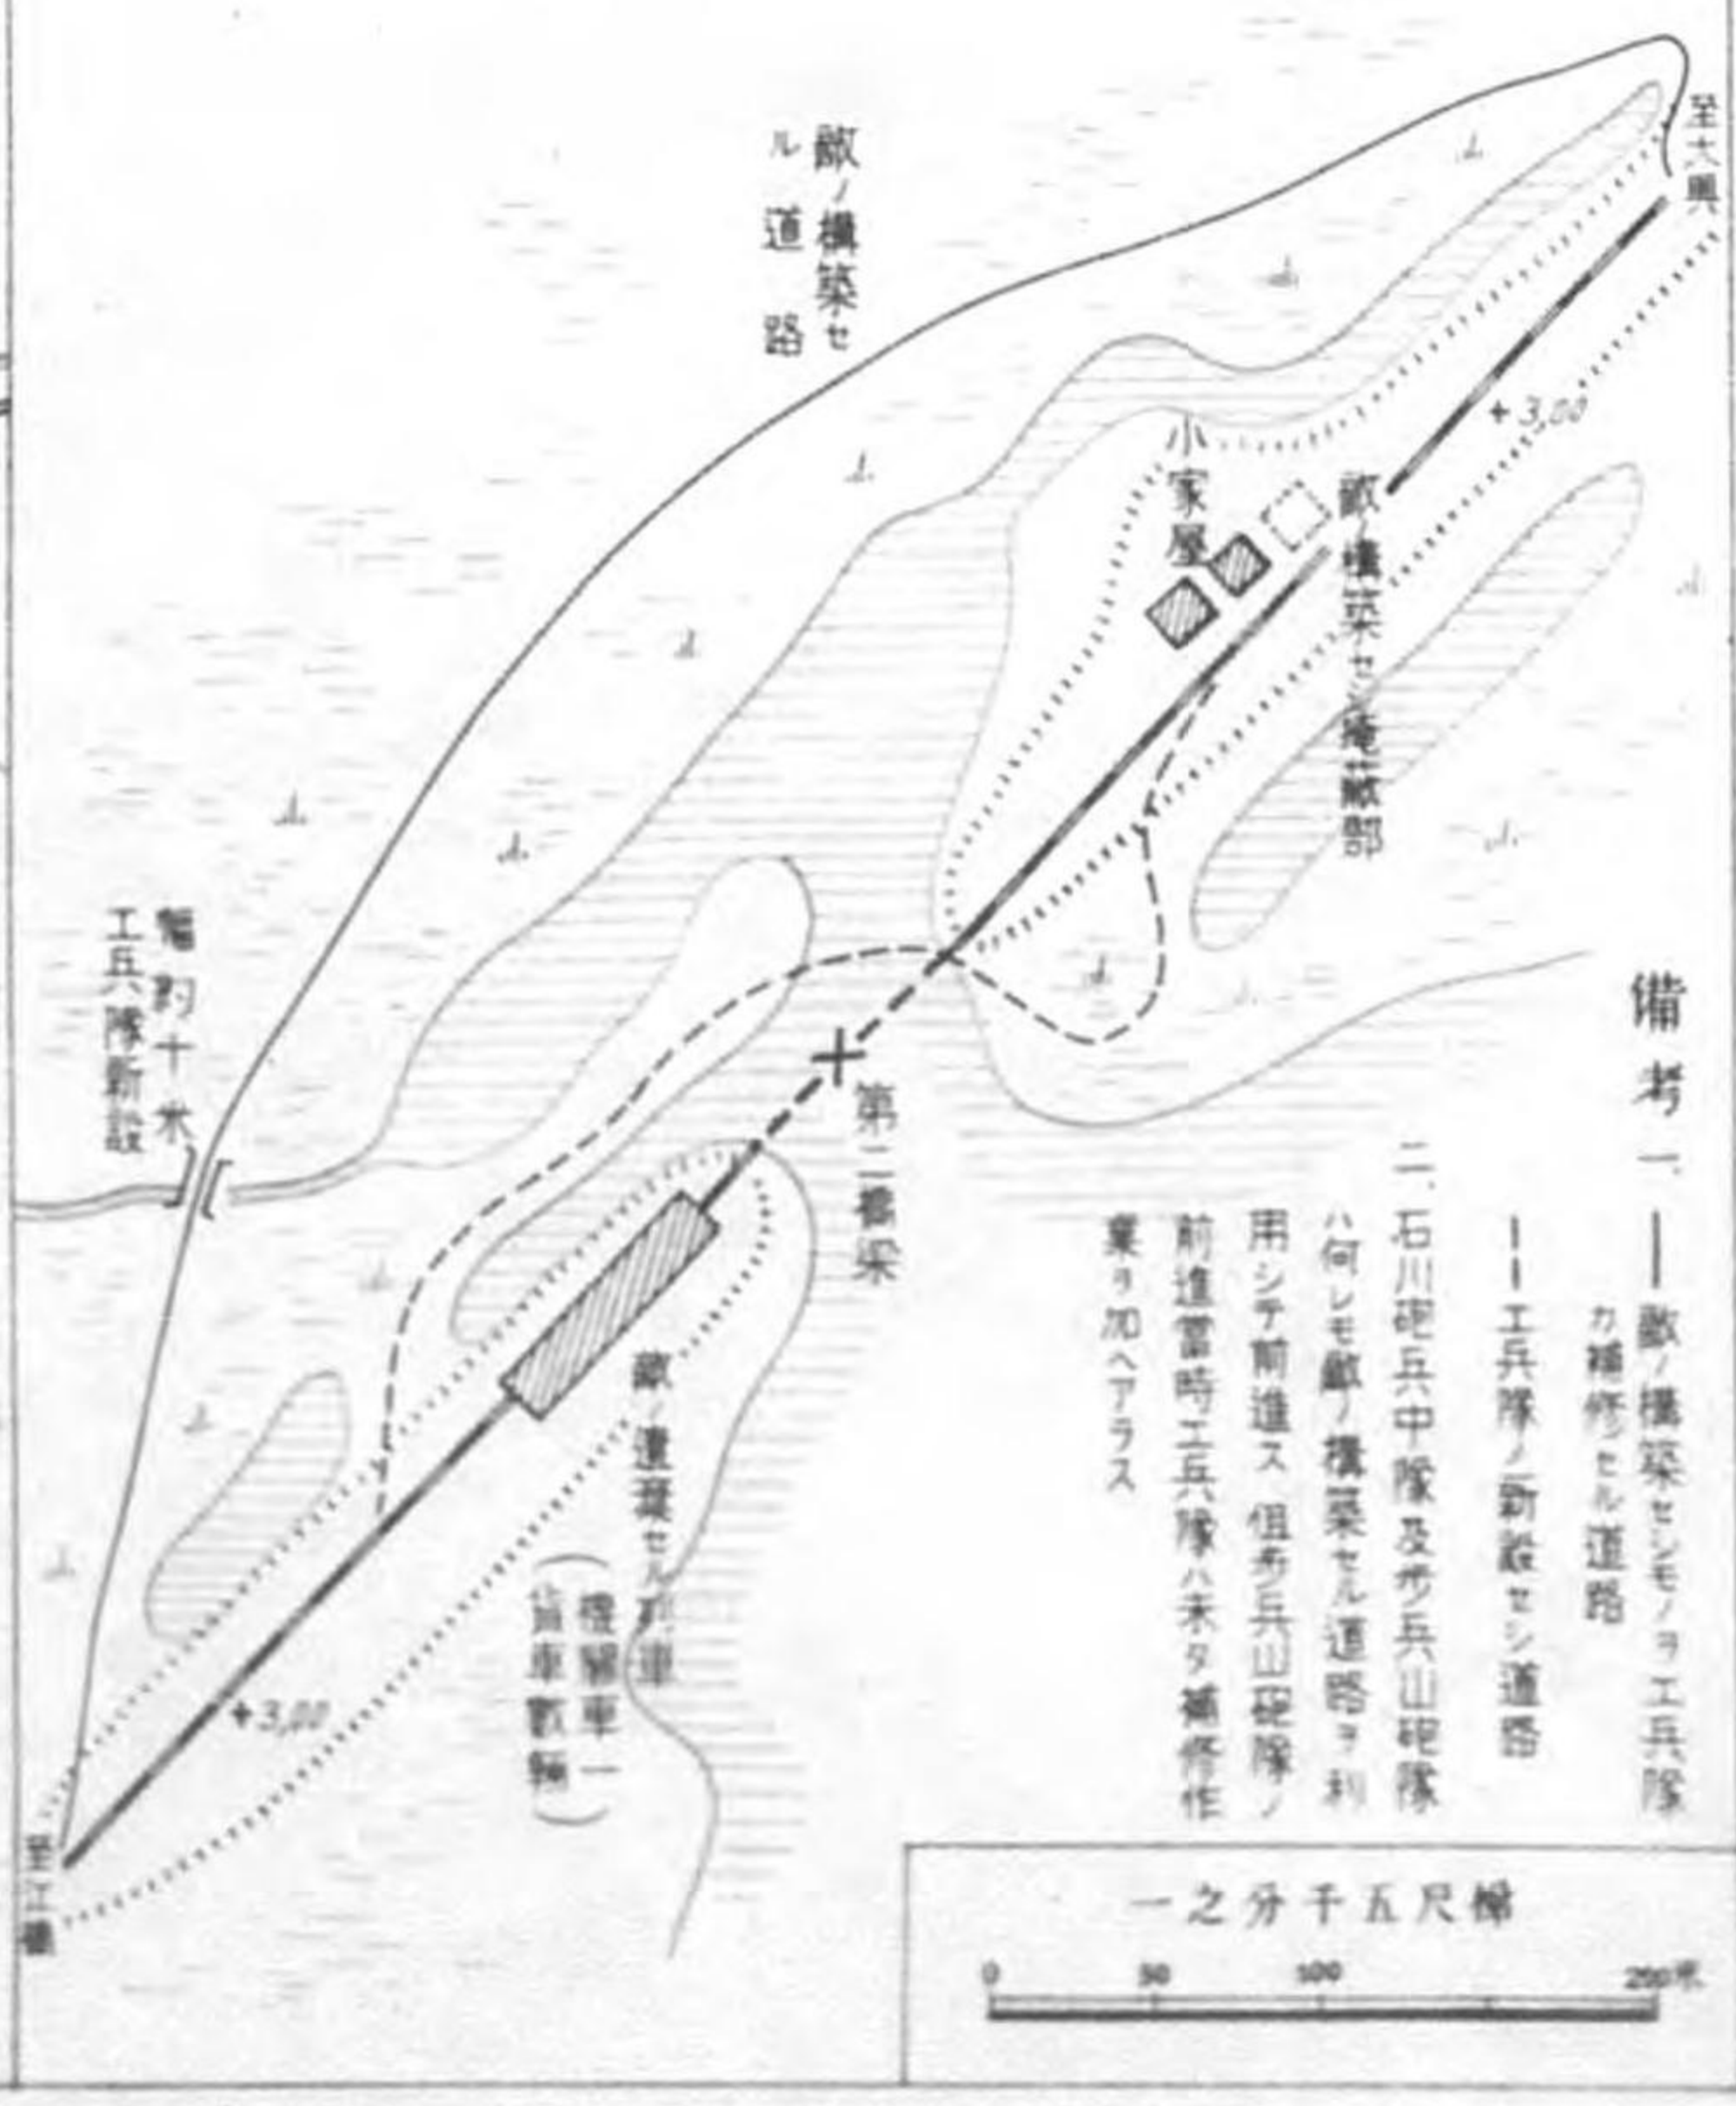 至大興
敵ノ構築セ
ル道路
+3,00
小家屋
敵ノ構築セシ掩蔽部
幅約十米
工兵隊新設
第二橋梁
敵ノ遺棄セル列車
(機關車一
貨車數輛)
+3,00
至江橋
備考
一、――敵ノ構築セシモノヲ工兵隊
カ補修セル道路
―― 工兵隊ノ新設セシ道路
二、石川砲兵中隊及步兵山砲隊
ハ何レモ敵ノ構築セル道路ヲ利
用シテ前進ス 但步兵山砲隊ノ
前進當時工兵隊ハ未タ補修作
業ヲ加ヘアラス
一之分千五尺梯
0 50 100 200米